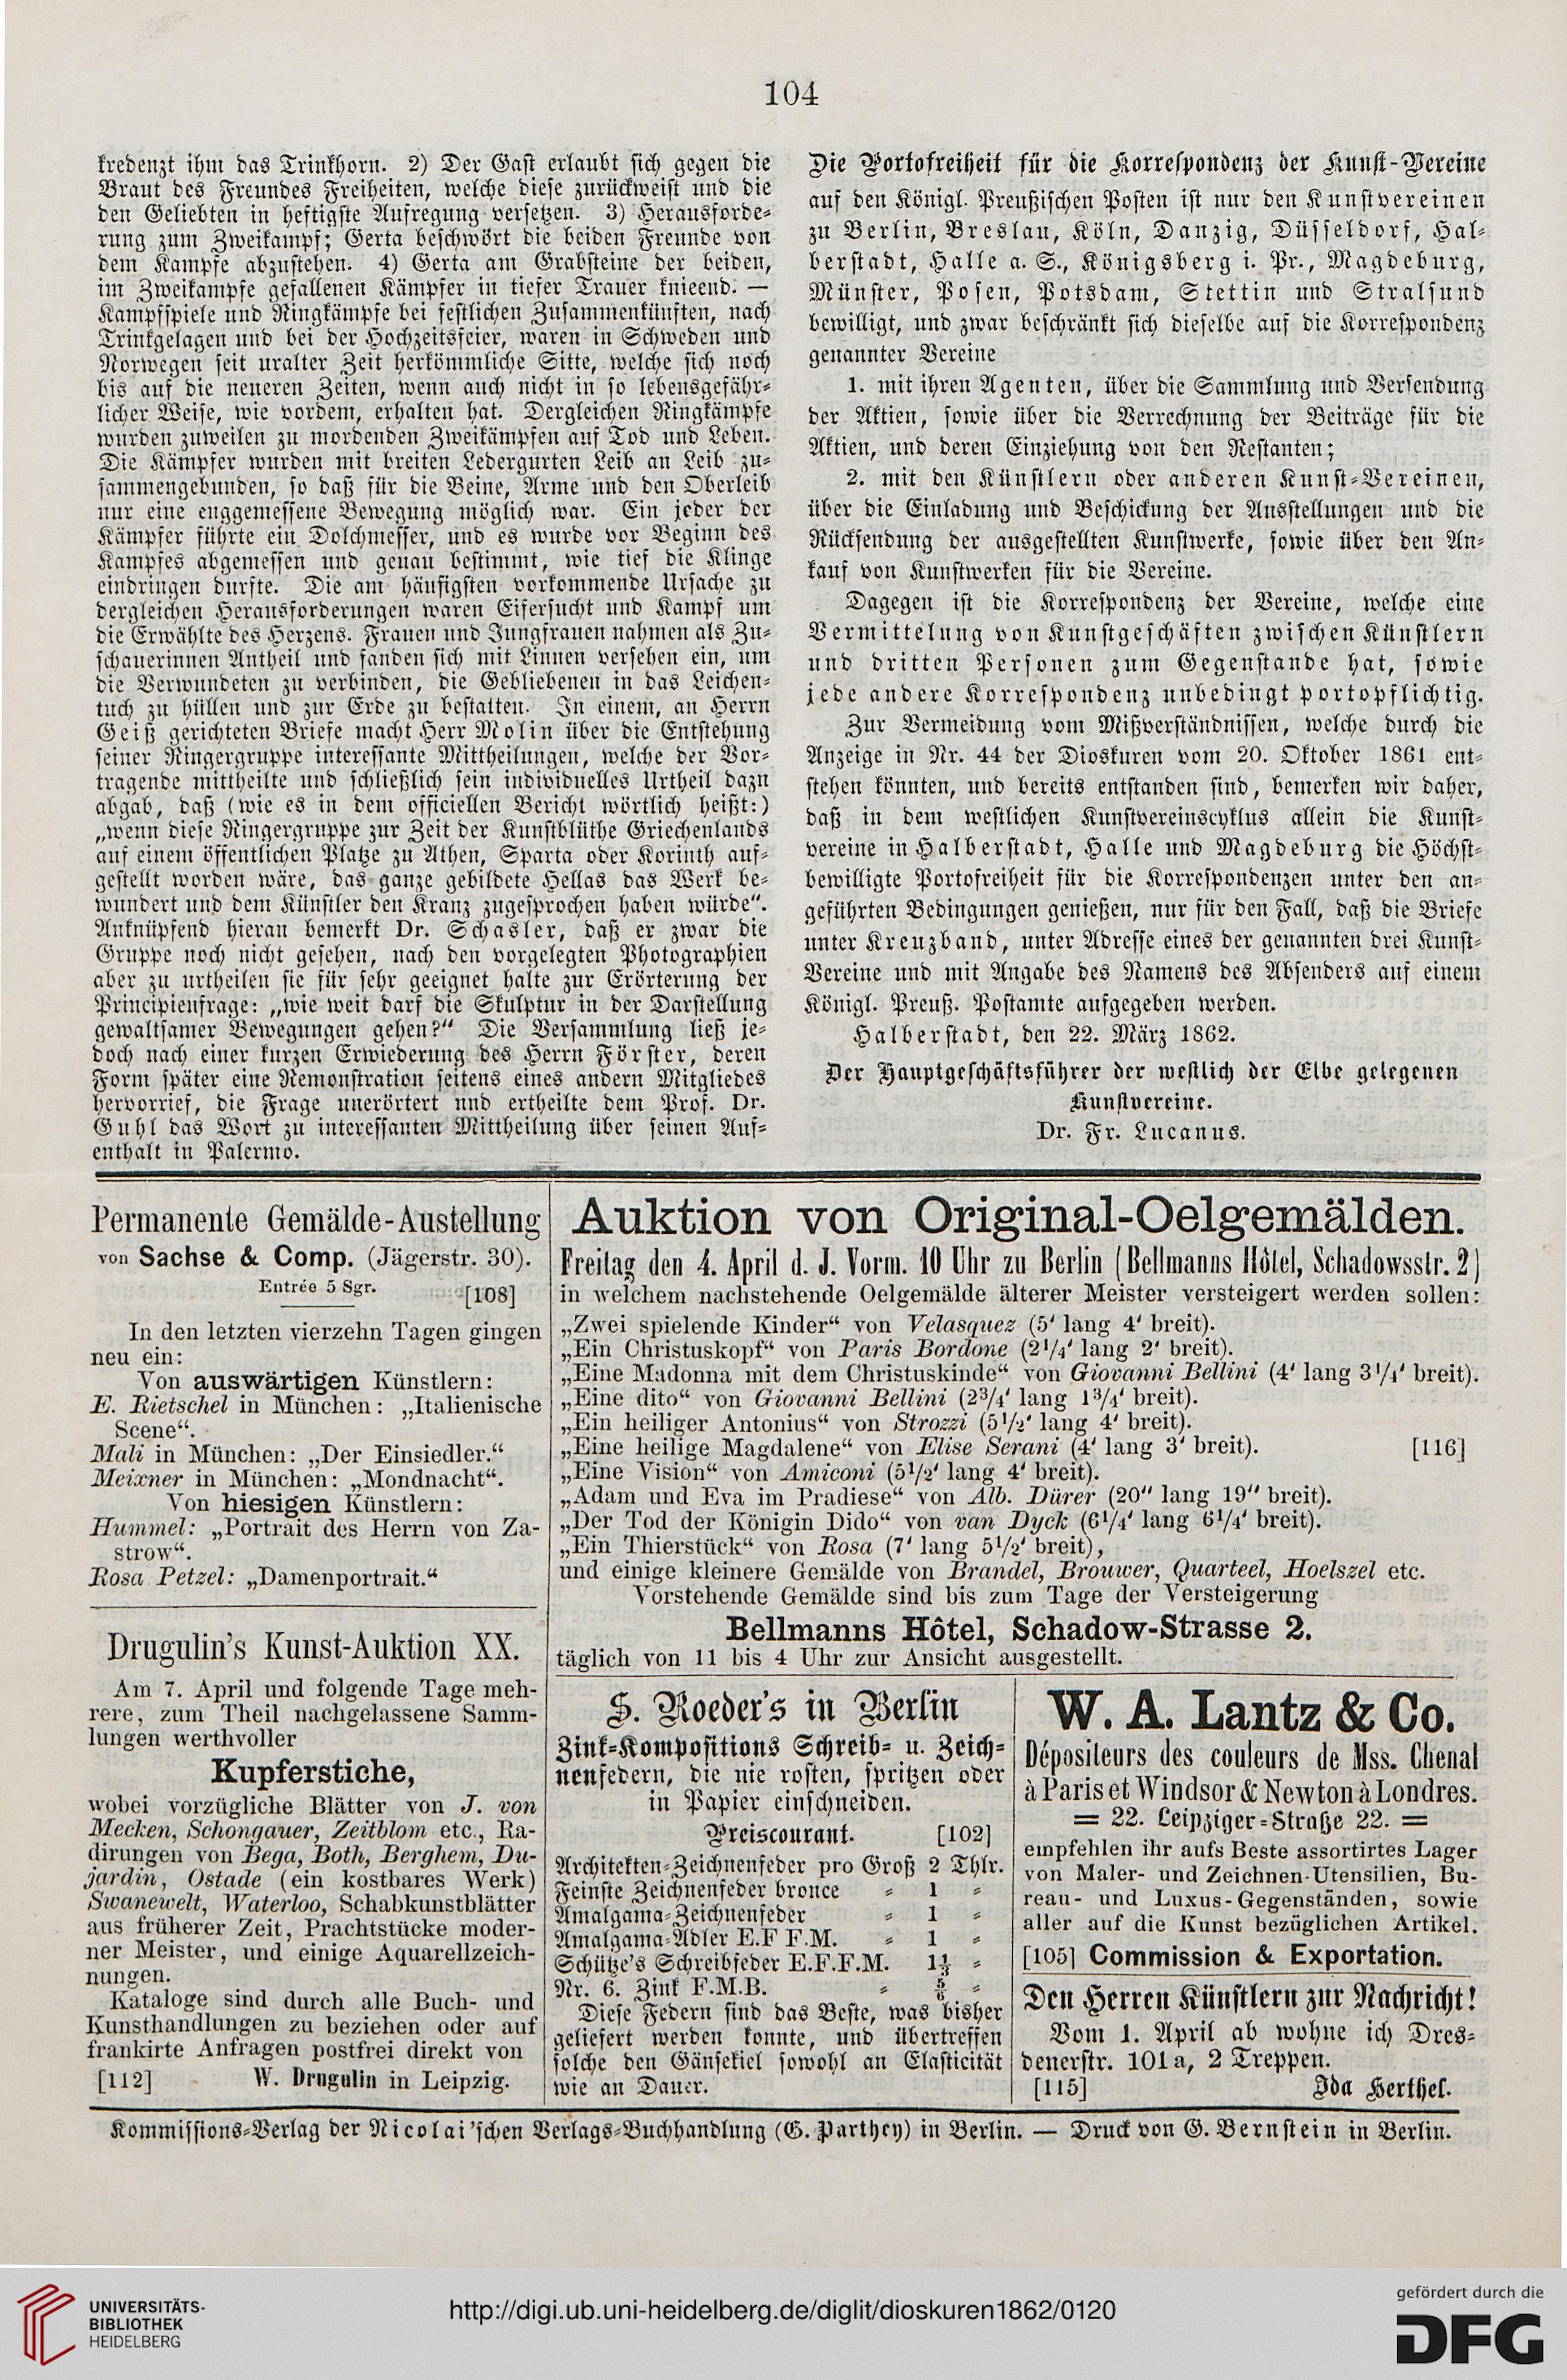 104
kredenzt ihm das Trinkhorn. 2) Der Gast erlaubt sich gegen die
Braut des Freundes Freiheiten, welche diese zurückweist und die
den Geliebten in heftigste Aufregung versetzen. 3) Herausforde-
rung zum Zweikampf; Gerta beschwört die beiden Freunde von
dem Kampfe abzustehen. 4) Gerta am Grabsteine der beiden,
im Zweikampfe gefallenen Kämpfer in tiefer Trauer knieend. —
Kampfspiele und Ringkämpfe bei festlichen Zusammenkünften, nach
Trinkgelagen und bei der Hochzeitsfeier, waren in Schweden und
Norwegen seit uralter Zeit herkömmliche Sitte, welche sich noch
bis auf die neueren Zeiten, wenn auch nicht in so lebensgefähr-
licher Weise, wie vordem, erhalten hat. Dergleichen Ringkämpfe
wurden zuweilen zu mordenden Zweikämpfen auf Tod und Leben.
Die Kämpfer wurden mit breiten Ledergurten Leib an Leib zu-
sammengebunden, so daß für die Beine, Arme und den Oberleib
nur eine enggemessene Bewegung möglich war. Ein jeder der
Kämpfer führte ein Dolchmesser, und es wurde vor Beginn des
Kampfes abgemessen und genau bestimmt, wie tief die Klinge
eindringen durfte. Die am häufigsten vorkommende Ursache zu
dergleichen Herausforderungen waren Eifersucht und Kampf um
die Erwählte des Herzens. Frauen und Jungfrauen nahmen als Zu-
schauerinnen Antheil und fanden sich mit Linnen versehen ein, um
die Verwundeten zu verbinden, die Gebliebenen in das Leichen-
tuch zu hüllen und zur Erde zu bestatten. In einem, an Herrn
Geiß gerichteten Briefe macht Herr Molin über die Entstehung
seiner Ringergruppe interessante Mittheilungen, welche der Vor-
tragende mittheilte und schließlich sein individuelles Urtheil dazu
abgab, daß (wie es in dem officiellen Bericht wörtlich heißt:)
„wenn diese Ringergruppe zur Zeit der Kunstblüthe Griechenlands
auf einem öffentlichen Platze zu Athen, Sparta oder Korinth auf-
gestellt worden wäre, das ganze gebildete Hellas das Werk be-
wundert und dem Künstler den Kranz zugesprochen haben würde“.
Anknüpfend hieran bemerkt Dr. Schasler, daß er zwar die
Gruppe noch nicht gesehen, nach den vorgelegten Photographien
aber zu urtheilen sie für sehr geeignet halte zur Erörterung der
Principienfrage: „wie weit darf die Skulptur in der Darstellung
gewaltsamer Bewegungen gehen?“ Die Versammlung ließ je-
doch nach einer kurzen Erwiederung des Herrn Förster, deren
Form später eine Remonstration seitens eines andern Mitgliedes
hervorrief, die Frage unerörtert und ertheilte dem Prof. Dr.
Guhl das Wort zu interessanten Mittheilung über seinen Auf-
enthalt in Palermo.
Die Portofreiheit für die Korrespondenz der Kunst-Vereine
auf den Königl. Preußischen Posten ist nur den Kunstvereinen
zu Berlin, Breslau, Köln, Danzig, Düsseldorf, Hal-
berstadt, Halle a. S., Königsberg i. Pr., Magdeburg,
Münster, Posen, Potsdam, Stettin und Stralsund
bewilligt, und zwar beschränkt sich dieselbe auf die Korrespondenz
genannter Vereine
1. mit ihren Agenten, über die Sammlung und Versendung
der Aktien, sowie über die Verrechnung der Beiträge für die
Aktien, und deren Einziehung von den Restanten;
2. mit den Künstlern oder anderen Kunst-Vereinen,
über die Einladung und Beschickung der Ausstellungen und die
Rücksendung der ausgestellten Kunstwerke, sowie über den An-
kauf von Kunstwerken für die Vereine.
Dagegen ist die Korrespondenz der Vereine, welche eine
Vermittelung von Kunstgeschäften zwischen Künstlern
und dritten Personen zum Gegenstande hat, sowie
jede andere Korrespondenz unbedingt portopflichtig.
Zur Vermeidung vom Mißverständnissen, welche durch die
Anzeige in Nr. 44 der Dioskuren vom 20. Oktober 1861 ent-
stehen könnten, und bereits entstanden sind, bemerken wir daher,
daß in dem westlichen Kunstvereinscyklus allein die Kunst-
vereine in Halberstadt, Halle und Magdeburg die Höchst-
bewilligte Portofreiheit für die Korrespondenzen unter den an-
geführten Bedingungen genießen, nur für den Fall, daß die Briefe
unter Kreuzband, unter Adresse eines der genannten drei Kunst-
Vereine und mit Angabe des Namens des Absenders auf einem
Königl. Preuß. Postamte aufgegeben werden.
Halberstadt, den 22. März 1862.
Der Hauptgeschäftsführer der westlich der Elbe gelegenen
Kunstvereine.
Dr. Fr. Lucanus.
Permanente Gemälde-Austellung
von Sachse & Comp. (Jägerstr. 30).
Entrée 5 Sgr. [108]
In den letzten vierzehn Tagen gingen
neu ein:
Von auswärtigen Künstlern:
E. Rietschel in München: „Italienische
Scene“.
Mali in München: „Der Einsiedler.“
Meixner in München: „Mondnacht“.
Von hiesigen Künstlern:
Hummel: „Portrait des Herrn von Za-
strow“.
Rosa Petzel: „Damenportrait.“
Drugulin's Kunst-Auktion XX.
Am 7. April und folgende Tage meh-
rere, zum Theil nachgelassene Samm-
lungen werthvoller
Kupferstiche,
wobei vorzügliche Blätter von J. von
Mecken, Schongauer, Zeitblom etc., Ra-
dirungen von Bega, Both, Berghem, Du-
jardin, Ostade (ein kostbares Werk)
Swanewelt, Waterloo, Schabkunstblätter
aus früherer Zeit, Prachtstücke moder-
ner Meister, und einige Aquarellzeich-
nungen.
Kataloge sind durch alle Buch- und
Kunsthandlungen zu beziehen oder auf
frankirte Anfragen postfrei direkt von
[112] W. Drugulin in Leipzig.
Auktion von Original-Oelgemälden.
Freitag den 4. April d. J. Vorm. 10 Uhr zu Berlin (Bellmanns Hôtel, Schadowsstr. 2)
in welchem nachstehende Oelgemälde älterer Meister versteigert werden sollen:
„Zwei spielende Kinder“ von Velasquez (5' lang 4' breit).
„Ein Christuskopf“ von Paris Bordone (2¹/₄' lang 2' breit).
„Eine Madonna mit dem Christuskinde“ von Giovanni Bellini (4' lang 3¹/₄' breit).
„Eine dito“ von Giovanni Bellini (2³/₄' lang 1³/₄' breit).
„Ein heiliger Antonius“ von Strozzi (5¹/₂' lang 4' breit).
„Eine heilige Magdalene“ von Elise Serani (4' lang 3' breit). [116]
„Eine Vision“ von Amiconi (5¹/₂' lang 4' breit).
„Adam und Eva im Pradiese“ von Alb. Dürer (20'' lang 19'' breit).
„Der Tod der Königin Dido“ von van Dyck (6¹/₄' lang 6¹/₄' breit).
„Ein Thierstück“ von Rosa (7' lang 5¹/₂' breit),
und einige kleinere Gemälde von Brandel, Brouwer, Quarteel, Hoelszel etc.
Vorstehende Gemälde sind bis zum Tage der Versteigerung
Bellmanns Hôtel, Schadow-Strasse 2.
täglich von 11 bis 4 Uhr zur Ansicht ausgestellt.
S. Roeder's in Berlin
Zink-Kompositions Schreib- u. Zeich-
nenfedern, die nie rosten, spritzen oder
in Papier einschneiden.
Preiscourant. [102]
Architekten-Zeichnenfeder pro Groß 2 Thlr.
Feinste Zeichnenfeder bronce = 1 =
Amalgama-Zeichnenfeder = 1 =
Amalgama-Adler E.F F.M. = 1 =
Schütze's Schreibfeder E.F.F.M. 1⅓ =
Nr. 6. Zink F.M.B. = ⅚ =
Diese Federn sind das Beste, was bisher
geliefert werden konnte, und übertreffen
solche den Gänsekiel sowohl an Elasticität
wie an Dauer.
W. A. Lantz & Co.
Dépositeurs des couleurs de Mss. Chenal
à Paris et Windsor & Newton à Londres.
= 22. Leipziger-Straße 22. =
empfehlen ihr aufs Beste assortirtes Lager
von Maler- und Zeichnen-Utensilien, Bu-
reau- und Luxus-Gegenständen, sowie
aller auf die Kunst bezüglichen Artikel.
[105] Commission & Exportation.
Den Herren Künstlern zur Nachricht!
Vom 1. April ab wohne ich Dres-
denerstr. 101a, 2 Treppen.
[115] Ida Herthel.
Kommissions-Verlag der Nicolai'schen Verlags-Buchhandlung (G. Parthey) in Berlin. — Druck von G. Bernstein in Berlin.
UNIVERSITÄTS-
BIBLIOTHEK
HEIDELBERG
http://digi.ub.uni-heidelberg.de/diglit/dioskuren1862/0120
gefördert durch die
DFG